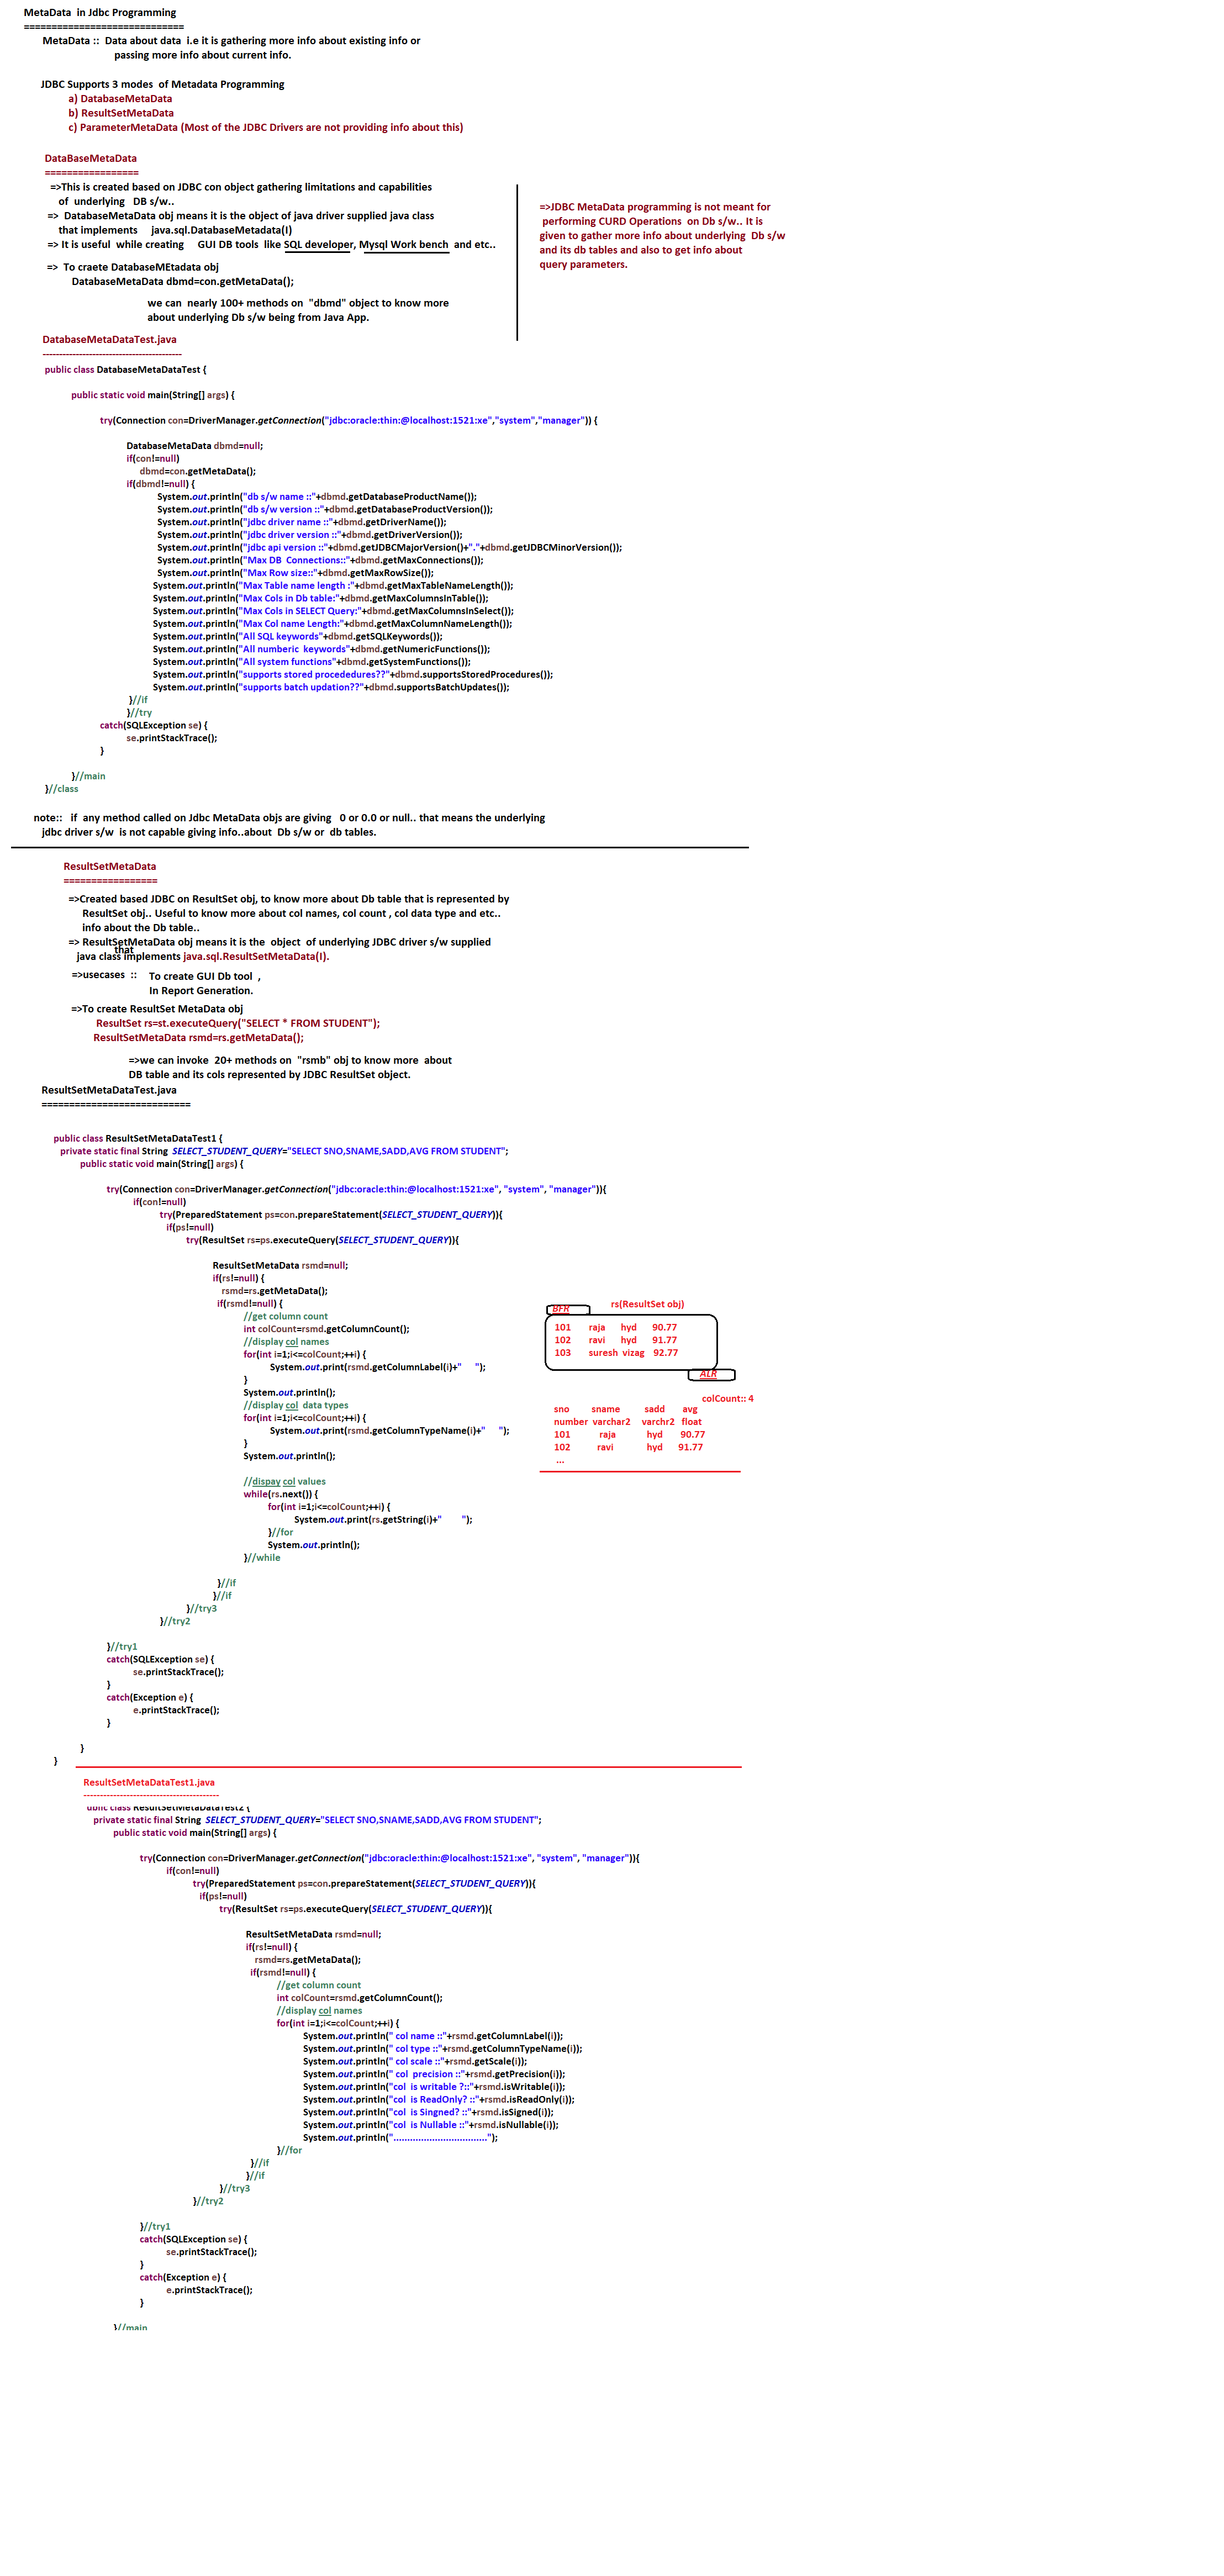 MetaData in Jdbc Programming
=============================
MetaData :: Data about data i.e it is gathering more info about existing info or
passing more info about current info.
JDBC Supports 3 modes of Metadata Programming
a) DatabaseMetaData
b) ResultSetMetaData
c) ParameterMetaData (Most of the JDBC Drivers are not providing info about this)
DataBaseMetaData
=================
=>This is created based on JDBC con object gathering limitations and capabilities
of underlying DB s/w..
=> DatabaseMetaData obj means it is the object of java driver supplied java class
that implements java.sql.DatabaseMetadata(I)
=> It is useful while creating GUI DB tools like SQL developer, Mysql Work bench and etc..
=> To craete DatabaseMEtadata obj
DatabaseMetaData dbmd=con.getMetaData();
we can nearly 100+ methods on "dbmd" object to know more
about underlying Db s/w being from Java App.
=>JDBC MetaData programming is not meant for
performing CURD Operations on Db s/w.. It is
given to gather more info about underlying Db s/w
and its db tables and also to get info about
query parameters.
DatabaseMetaDataTest.java
------------------------------------------
public class DatabaseMetaDataTest {
public static void main(String[] args) {
try(Connection con=DriverManager.getConnection("jdbc:oracle:thin:@localhost:1521:xe","system","manager")) {
DatabaseMetaData dbmd=null;
if(con!=null)
dbmd=con.getMetaData();
if(dbmd!=null) {
System.out.println("db s/w name ::"+dbmd.getDatabaseProductName());
System.out.println("db s/w version ::"+dbmd.getDatabaseProductVersion());
System.out.println("jdbc driver name ::"+dbmd.getDriverName());
System.out.println("jdbc driver version ::"+dbmd.getDriverVersion());
System.out.println("jdbc api version ::"+dbmd.getJDBCMajorVersion()+"."+dbmd.getJDBCMinorVersion());
System.out.println("Max DB Connections::"+dbmd.getMaxConnections());
System.out.println("Max Row size::"+dbmd.getMaxRowSize());
System.out.println("Max Table name length :"+dbmd.getMaxTableNameLength());
System.out.println("Max Cols in Db table:"+dbmd.getMaxColumnsInTable());
System.out.println("Max Cols in SELECT Query:"+dbmd.getMaxColumnsInSelect());
System.out.println("Max Col name Length:"+dbmd.getMaxColumnNameLength());
System.out.println("All SQL keywords"+dbmd.getSQLKeywords());
System.out.println("All numberic keywords"+dbmd.getNumericFunctions());
System.out.println("All system functions"+dbmd.getSystemFunctions());
System.out.println("supports stored procededures??"+dbmd.supportsStoredProcedures());
System.out.println("supports batch updation??"+dbmd.supportsBatchUpdates());
}//if
}//try
catch(SQLException se) {
se.printStackTrace();
}
}//main
}//class
note:: if any method called on Jdbc MetaData objs are giving 0 or 0.0 or null.. that means the underlying
jdbc driver s/w is not capable giving info..about Db s/w or db tables.
ResultSetMetaData
=================
=>Created based JDBC on ResultSet obj, to know more about Db table that is represented by
ResultSet obj.. Useful to know more about col names, col count , col data type and etc..
info about the Db table..
=> ResultSetMetaData obj means it is the object of underlying JDBC driver s/w supplied
that
java class implements java.sql.ResultSetMetaData(I).
=>usecases :: To create GUI Db tool ,
In Report Generation.
=>To create ResultSet MetaData obj
ResultSet rs=st.executeQuery("SELECT * FROM STUDENT");
ResultSetMetaData rsmd=rs.getMetaData();
=>we can invoke 20+ methods on "rsmb" obj to know more about
DB table and its cols represented by JDBC ResultSet object.
ResultSetMetaDataTest.java
===========================
public class ResultSetMetaDataTest1 {
private static final String SELECT_STUDENT_QUERY="SELECT SNO,SNAME,SADD,AVG FROM STUDENT";
public static void main(String[] args) {
try(Connection con=DriverManager.getConnection("jdbc:oracle:thin:@localhost:1521:xe", "system", "manager")){
if(con!=null)
try(PreparedStatement ps=con.prepareStatement(SELECT_STUDENT_QUERY)){
if(ps!=null)
try(ResultSet rs=ps.executeQuery(SELECT_STUDENT_QUERY)){
ResultSetMetaData rsmd=null;
if(rs!=null) {
rsmd=rs.getMetaData();
if(rsmd!=null) {
//get column count
int colCount=rsmd.getColumnCount();
//display col names
for(int i=1;i<=colCount;++i) {
System.out.print(rsmd.getColumnLabel(i)+" ");
}
System.out.println();
//display col data types
for(int i=1;i<=colCount;++i) {
System.out.print(rsmd.getColumnTypeName(i)+" ");
}
System.out.println();
//dispay col values
while(rs.next()) {
for(int i=1;i<=colCount;++i) {
System.out.print(rs.getString(i)+" ");
}//for
System.out.println();
}//while
}//if
}//if
}//try3
}//try2
}//try1
catch(SQLException se) {
se.printStackTrace();
}
catch(Exception e) {
e.printStackTrace();
}
}
}
BFR rs(ResultSet obj)
101 raja hyd 90.77
102 ravi hyd 91.77
103 suresh vizag 92.77
ALR
colCount:: 4
sno sname sadd avg
number varchar2 varchr2 float
101 raja hyd 90.77
102 ravi hyd 91.77
...
ResultSetMetaDataTest1.java
------------------------------------------
ublic class ResultSetMetaDataTest2 {
private static final String SELECT_STUDENT_QUERY="SELECT SNO,SNAME,SADD,AVG FROM STUDENT";
public static void main(String[] args) {
try(Connection con=DriverManager.getConnection("jdbc:oracle:thin:@localhost:1521:xe", "system", "manager")){
if(con!=null)
try(PreparedStatement ps=con.prepareStatement(SELECT_STUDENT_QUERY)){
if(ps!=null)
try(ResultSet rs=ps.executeQuery(SELECT_STUDENT_QUERY)){
ResultSetMetaData rsmd=null;
if(rs!=null) {
rsmd=rs.getMetaData();
if(rsmd!=null) {
//get column count
int colCount=rsmd.getColumnCount();
//display col names
for(int i=1;i<=colCount;++i) {
System.out.println(" col name ::"+rsmd.getColumnLabel(i));
System.out.println(" col type ::"+rsmd.getColumnTypeName(i));
System.out.println(" col scale ::"+rsmd.getScale(i));
System.out.println(" col precision ::"+rsmd.getPrecision(i));
System.out.println("col is writable ?::"+rsmd.isWritable(i));
System.out.println("col is ReadOnly? ::"+rsmd.isReadOnly(i));
System.out.println("col is Singned? ::"+rsmd.isSigned(i));
System.out.println("col is Nullable ::"+rsmd.isNullable(i));
System.out.println("..................................");
}//for
}//if
}//if
}//try3
}//try2
}//try1
catch(SQLException se) {
se.printStackTrace();
}
catch(Exception e) {
e.printStackTrace();
}
}//main